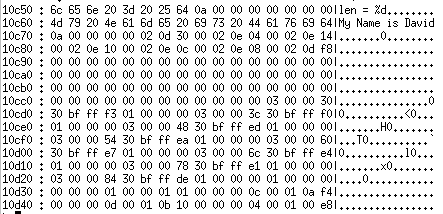 10c50 : 6c 65 6e 20 3d 20 25 64 0a 00 00 00 00 00 00 00|len = %d........
10c60 : 4d 79 20 4e 61 6d 65 20 69 73 20 44 61 76 69 64|My Name is David
10c70 : 0a 00 00 00 00 02 0d 30 00 02 0e 04 00 02 0e 14|.......0........
10c80 : 00 02 0e 10 00 02 0e 0c 00 02 0e 08 00 02 0d f8|................
10c90 : 00 00 00 00 00 00 00 00 00 00 00 00 00 00 00 00|................
10ca0 : 00 00 00 00 00 00 00 00 00 00 00 00 00 00 00 00|................
10cb0 : 00 00 00 00 00 00 00 00 00 00 00 00 00 00 00 00|................
10cc0 : 00 00 00 00 00 00 00 00 00 00 00 03 00 00 00 30|...............0
10cd0 : 30 bf ff f3 01 00 00 00 03 00 00 3c 30 bf ff f0|0..........<0...
10ce0 : 01 00 00 00 03 00 00 48 30 bf ff ed 01 00 00 00|.......H0.......
10cf0 : 03 00 00 54 30 bf ff ea 01 00 00 00 03 00 00 60|...T0..........`
10d00 : 30 bf ff e7 01 00 00 00 03 00 00 6c 30 bf ff e4|0..........l0...
10d10 : 01 00 00 00 03 00 00 78 30 bf ff e1 01 00 00 00|.......x0.......
10d20 : 03 00 00 84 30 bf ff de 01 00 00 00 01 00 00 00|....0...........
10d30 : 00 00 00 01 00 00 01 01 00 00 00 0c 00 01 0a f4|................
10d40 : 00 00 00 0d 00 01 0b 10 00 00 00 04 00 01 00 e8|................